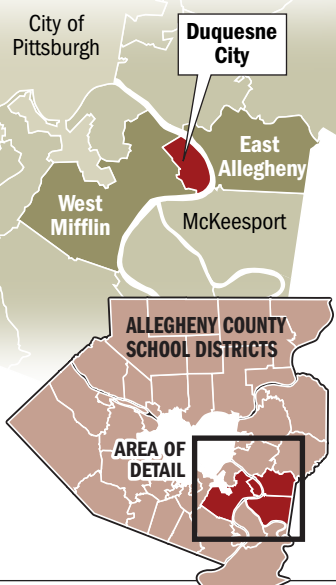 City of
Pittsburgh
Duquesne
City
East
Allegheny
West
Mifflin
McKeesport
ALLEGHENY COUNTY
SCHOOL DISTRICTS
AREA OF
DETAIL